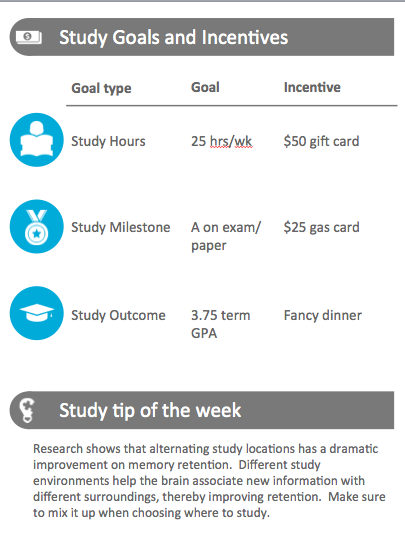 Study Goals and Incentives
Goal type Goal Incentive
Study Hours 25 hrs/wk $50 gift card
Study Milestone A on exam/ $25 gas card
paper
Study Outcome 3.75 term Fancy dinner
GPA
Study tip of the week
Research shows that alternating study locations has a dramatic
improvement on memory retention.  Different study
environments help the brain associate new information with
different surroundings, thereby improving retention.  Make sure
to mix it up when choosing where to study.